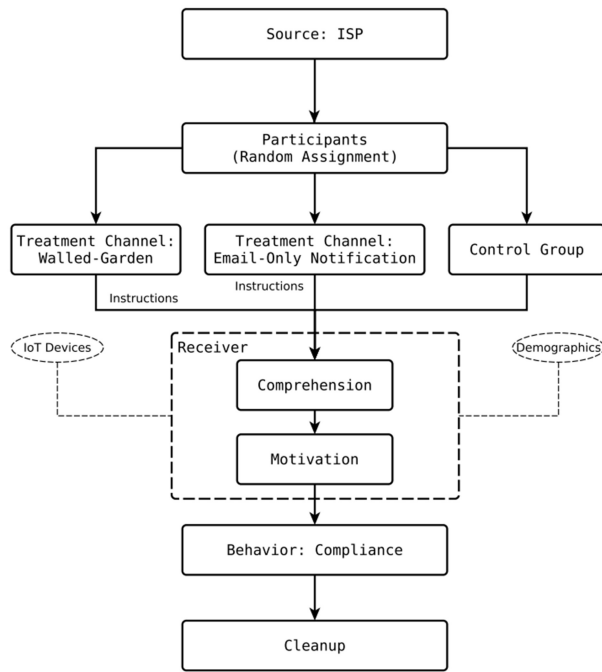 Source: ISP
Participants
(Random Assignment)
Treatment Channel:
Walled-Garden
Treatment Channel:
Email-Only Notification
Control Group
Instructions
Instructions
IoT Devices
Receiver
Demographics
Comprehension
Motivation
Behavior: Compliance
Cleanup